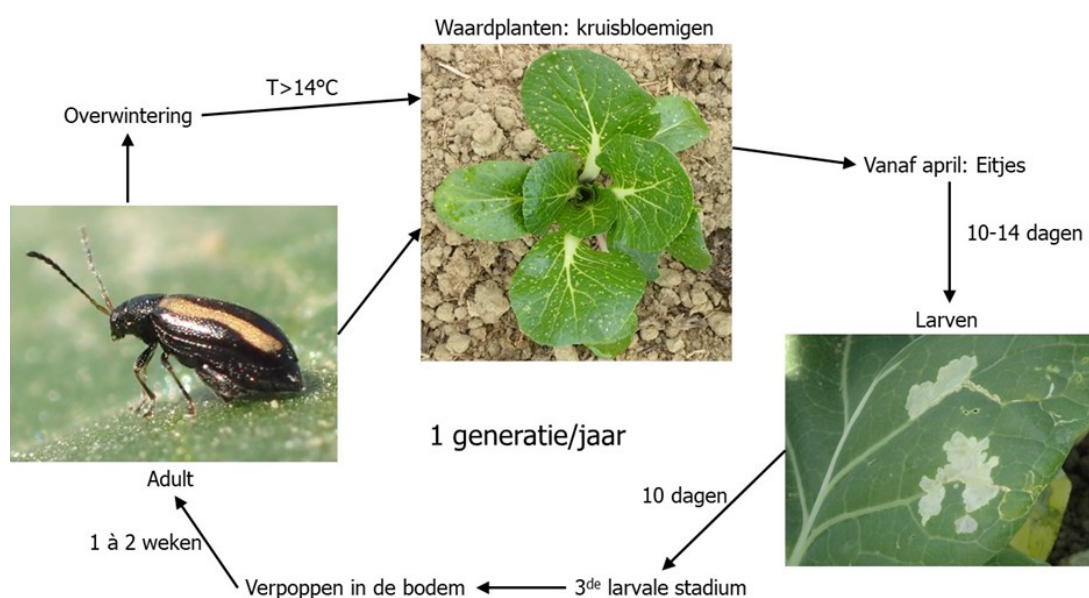 Waardplanten: kruisbloemigen
T>14°C
Overwintering
Vanaf april: Eitjes
10-14 dagen
Larven
1 generatie/jaar
Adult
10 dagen
1 à 2 weken
Verpoppen in de bodem
3de larvale stadium